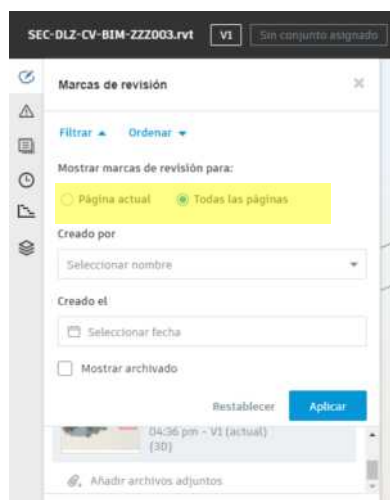 SEC-DLZ-CV-BIM-ZZZ003.rvt V1 Sin conjunto asignado
Marcas de revisión
Filtrar Ordenar
Mostrar marcas de revisión para:
Página actual Todas las páginas
Creado por
Seleccionar nombre
Creado el
Seleccionar fecha
Mostrar archivado
Restablecer Aplicar
04:36 pm - V1 (actual)
(3D)
Añadir archivos adjuntos